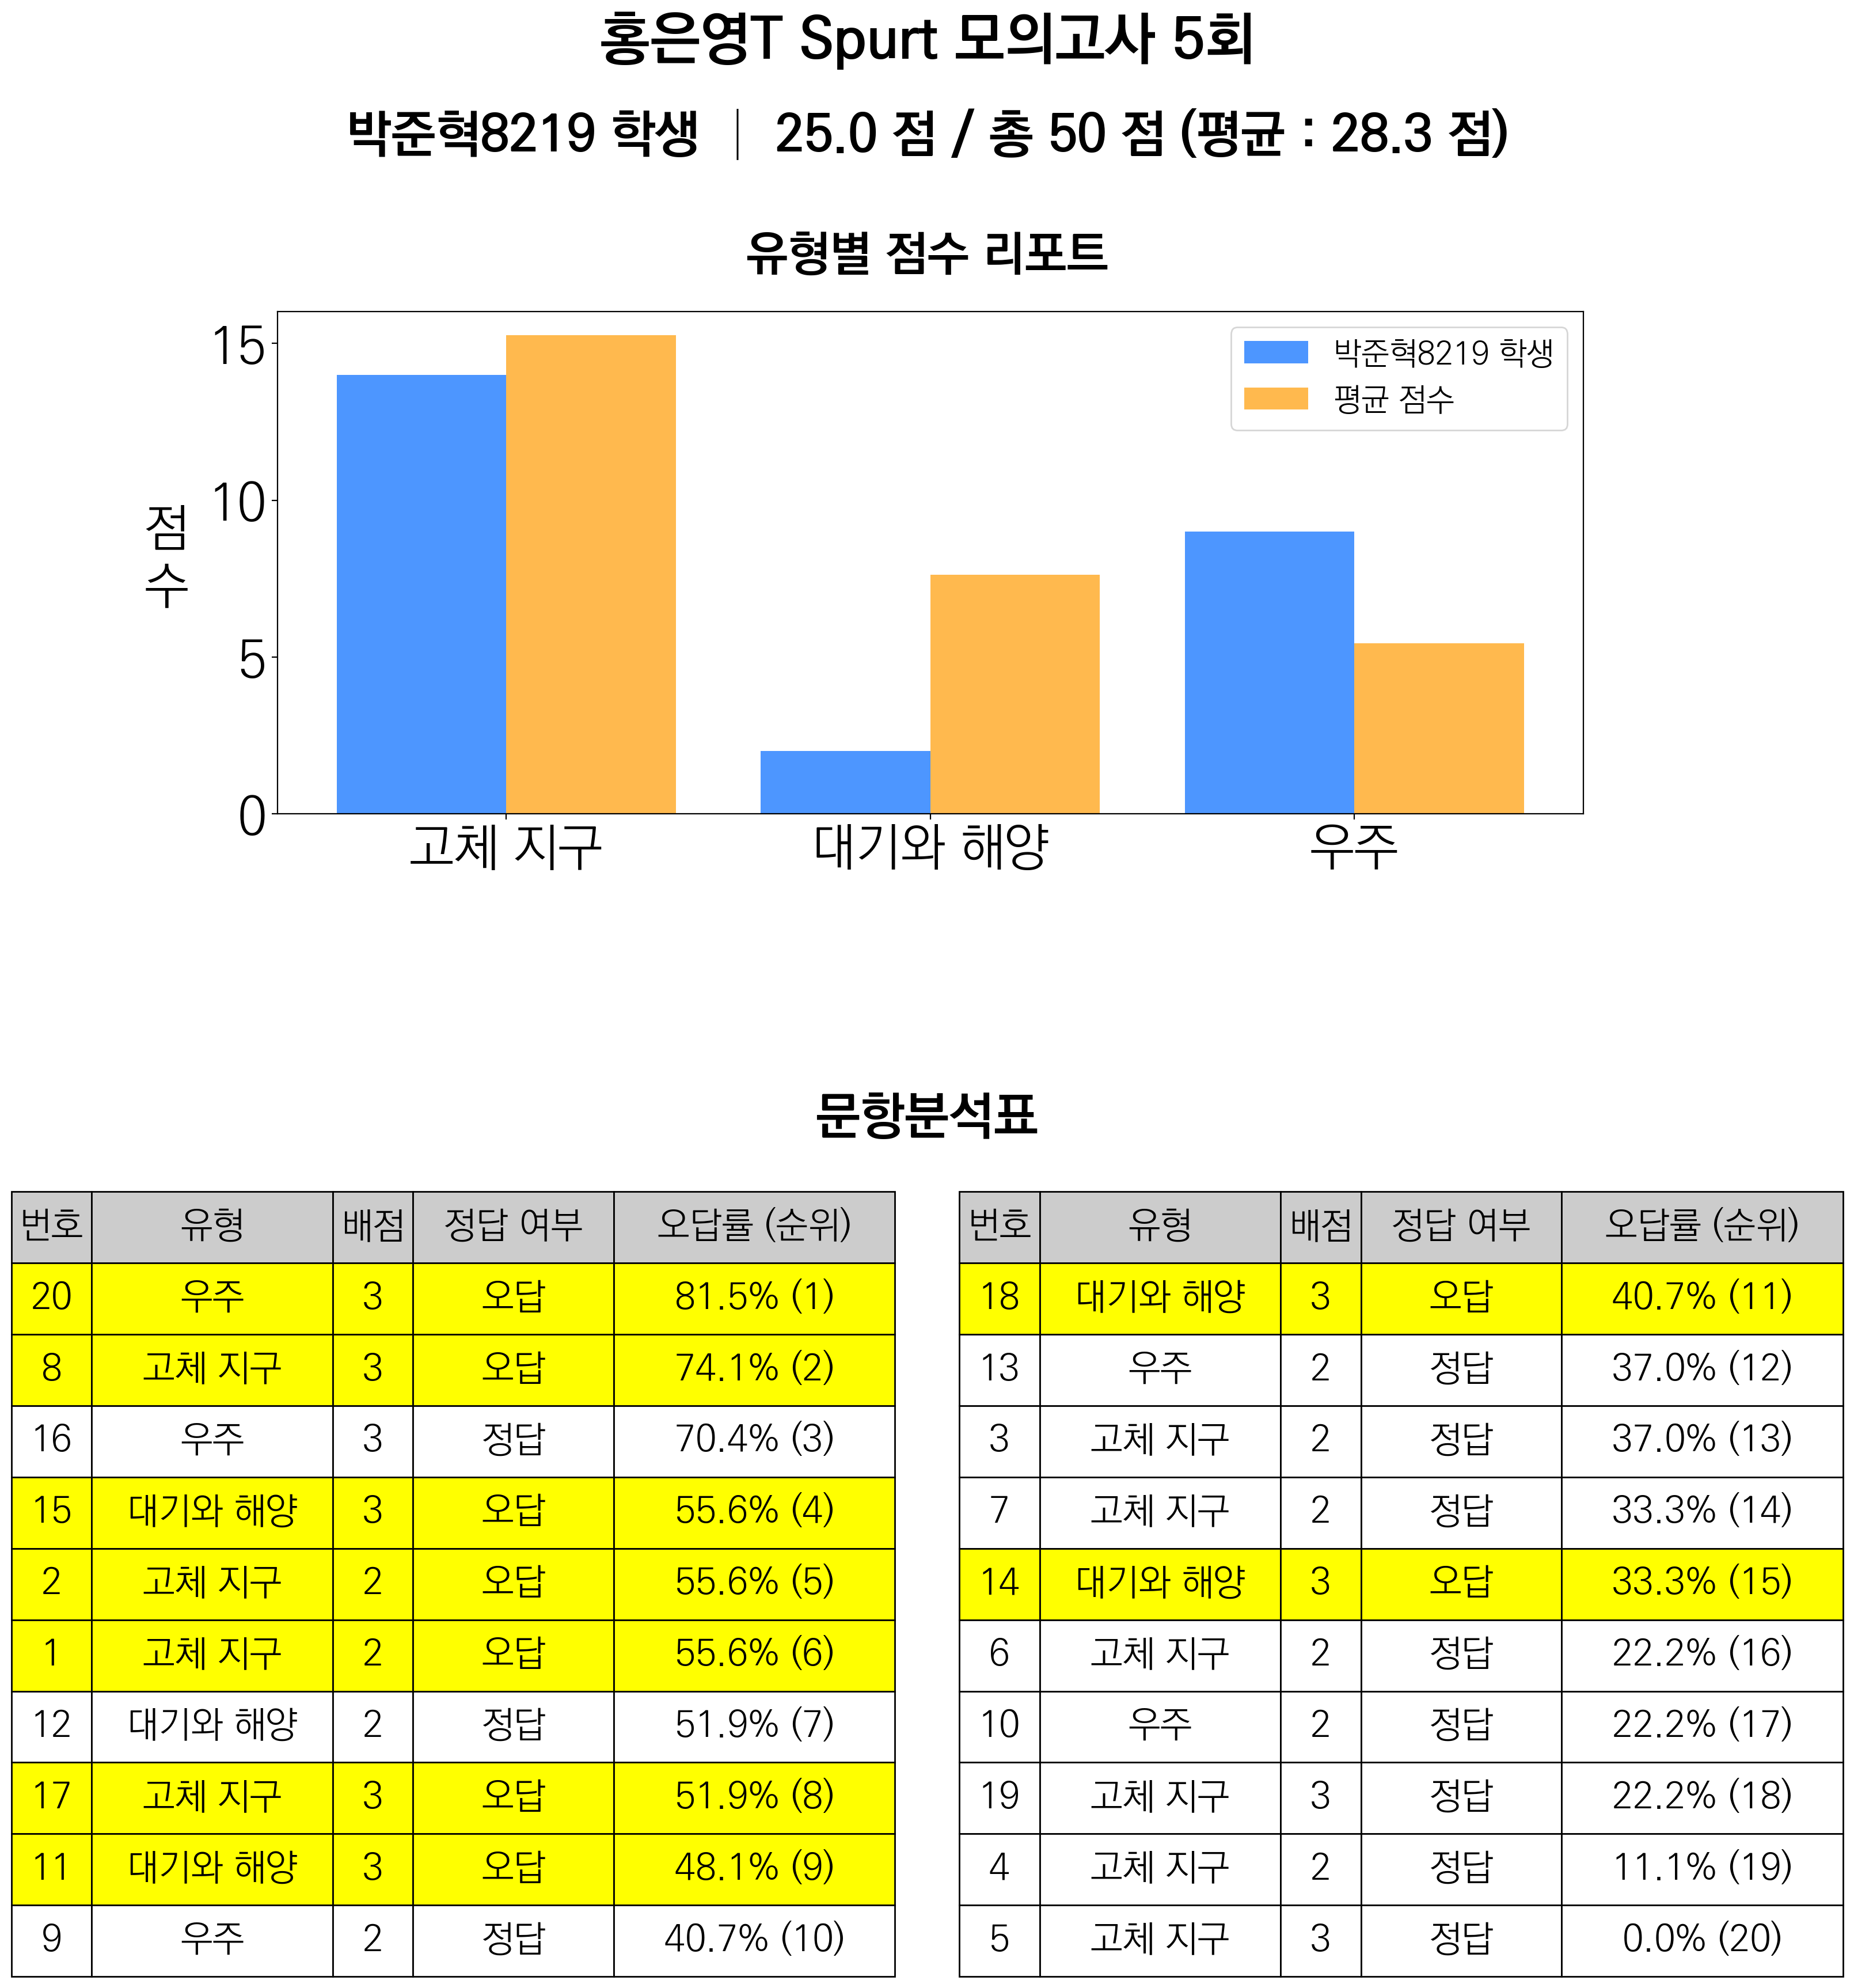 홍은영T Spurt 모의고사 5회
박준혁8219 학생 | 25.0 점 / 총 50 점 (평균 : 28.3 점)
유형별 점수 리포트
박준혁8219 학생
평균 점수
점수
15
10
5
0
고체 지구 대기와 해양 우주
문항분석표
번호 유형 배점 정답 여부 오답률 (순위)
20 우주 3 오답 81.5% (1)
8 고체 지구 3 오답 74.1% (2)
16 우주 3 정답 70.4% (3)
15 대기와 해양 3 오답 55.6% (4)
2 고체 지구 2 오답 55.6% (5)
1 고체 지구 2 오답 55.6% (6)
12 대기와 해양 2 정답 51.9% (7)
17 고체 지구 3 오답 51.9% (8)
11 대기와 해양 3 오답 48.1% (9)
9 우주 2 정답 40.7% (10)
번호 유형 배점 정답 여부 오답률 (순위)
18 대기와 해양 3 오답 40.7% (11)
13 우주 2 정답 37.0% (12)
3 고체 지구 2 정답 37.0% (13)
7 고체 지구 2 정답 33.3% (14)
14 대기와 해양 3 오답 33.3% (15)
6 고체 지구 2 정답 22.2% (16)
10 우주 2 정답 22.2% (17)
19 고체 지구 3 정답 22.2% (18)
4 고체 지구 2 정답 11.1% (19)
5 고체 지구 3 정답 0.0% (20)